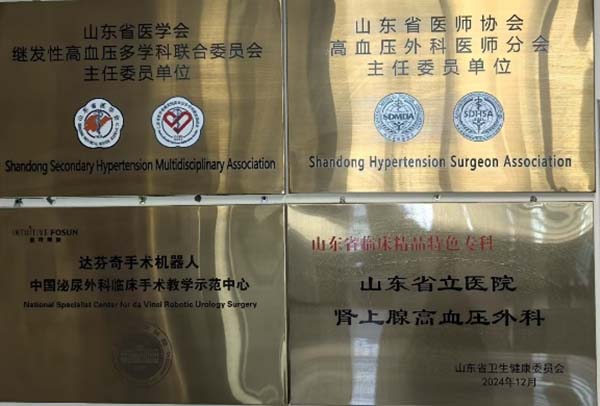 山东省医学会
继发性高血压多学科联合委员会
主任委员单位
Shandong Secondary Hypertension Multidisciplinary Association
山东省医师协会
高血压外科医师分会
主任委员单位
SDMDA
SDHSA
Shandong Hypertension Surgeon Association
INTUITIVE FOSUN
达芬奇手术机器人
中国泌尿外科临床手术教学示范中心
National Specialist Center for da Vinci Robotic Urology Surgery
山东省临床精品特色专科
山东省立医院
肾上腺高血压外科
山东省卫生健康委员会
2024年12月